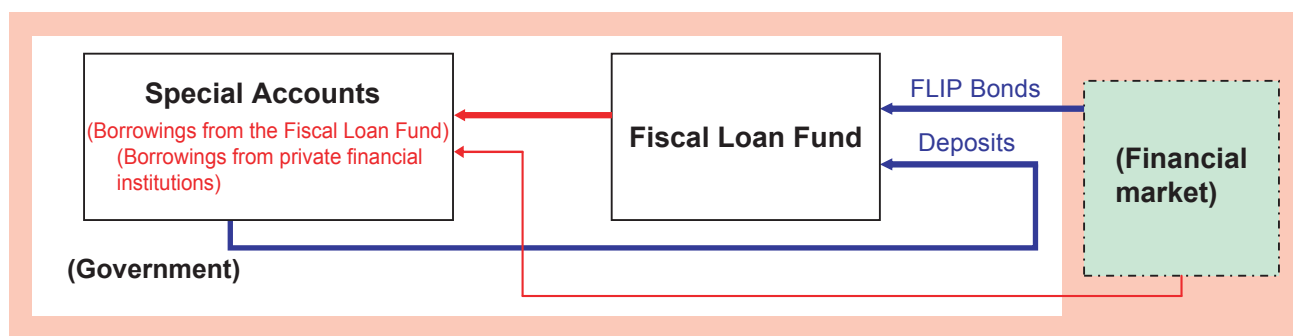 Special Accounts
(Borrowings from the Fiscal Loan Fund)
(Borrowings from private financial
institutions)
Fiscal Loan Fund
FLIP Bonds
Deposits
(Financial
market)
(Government)